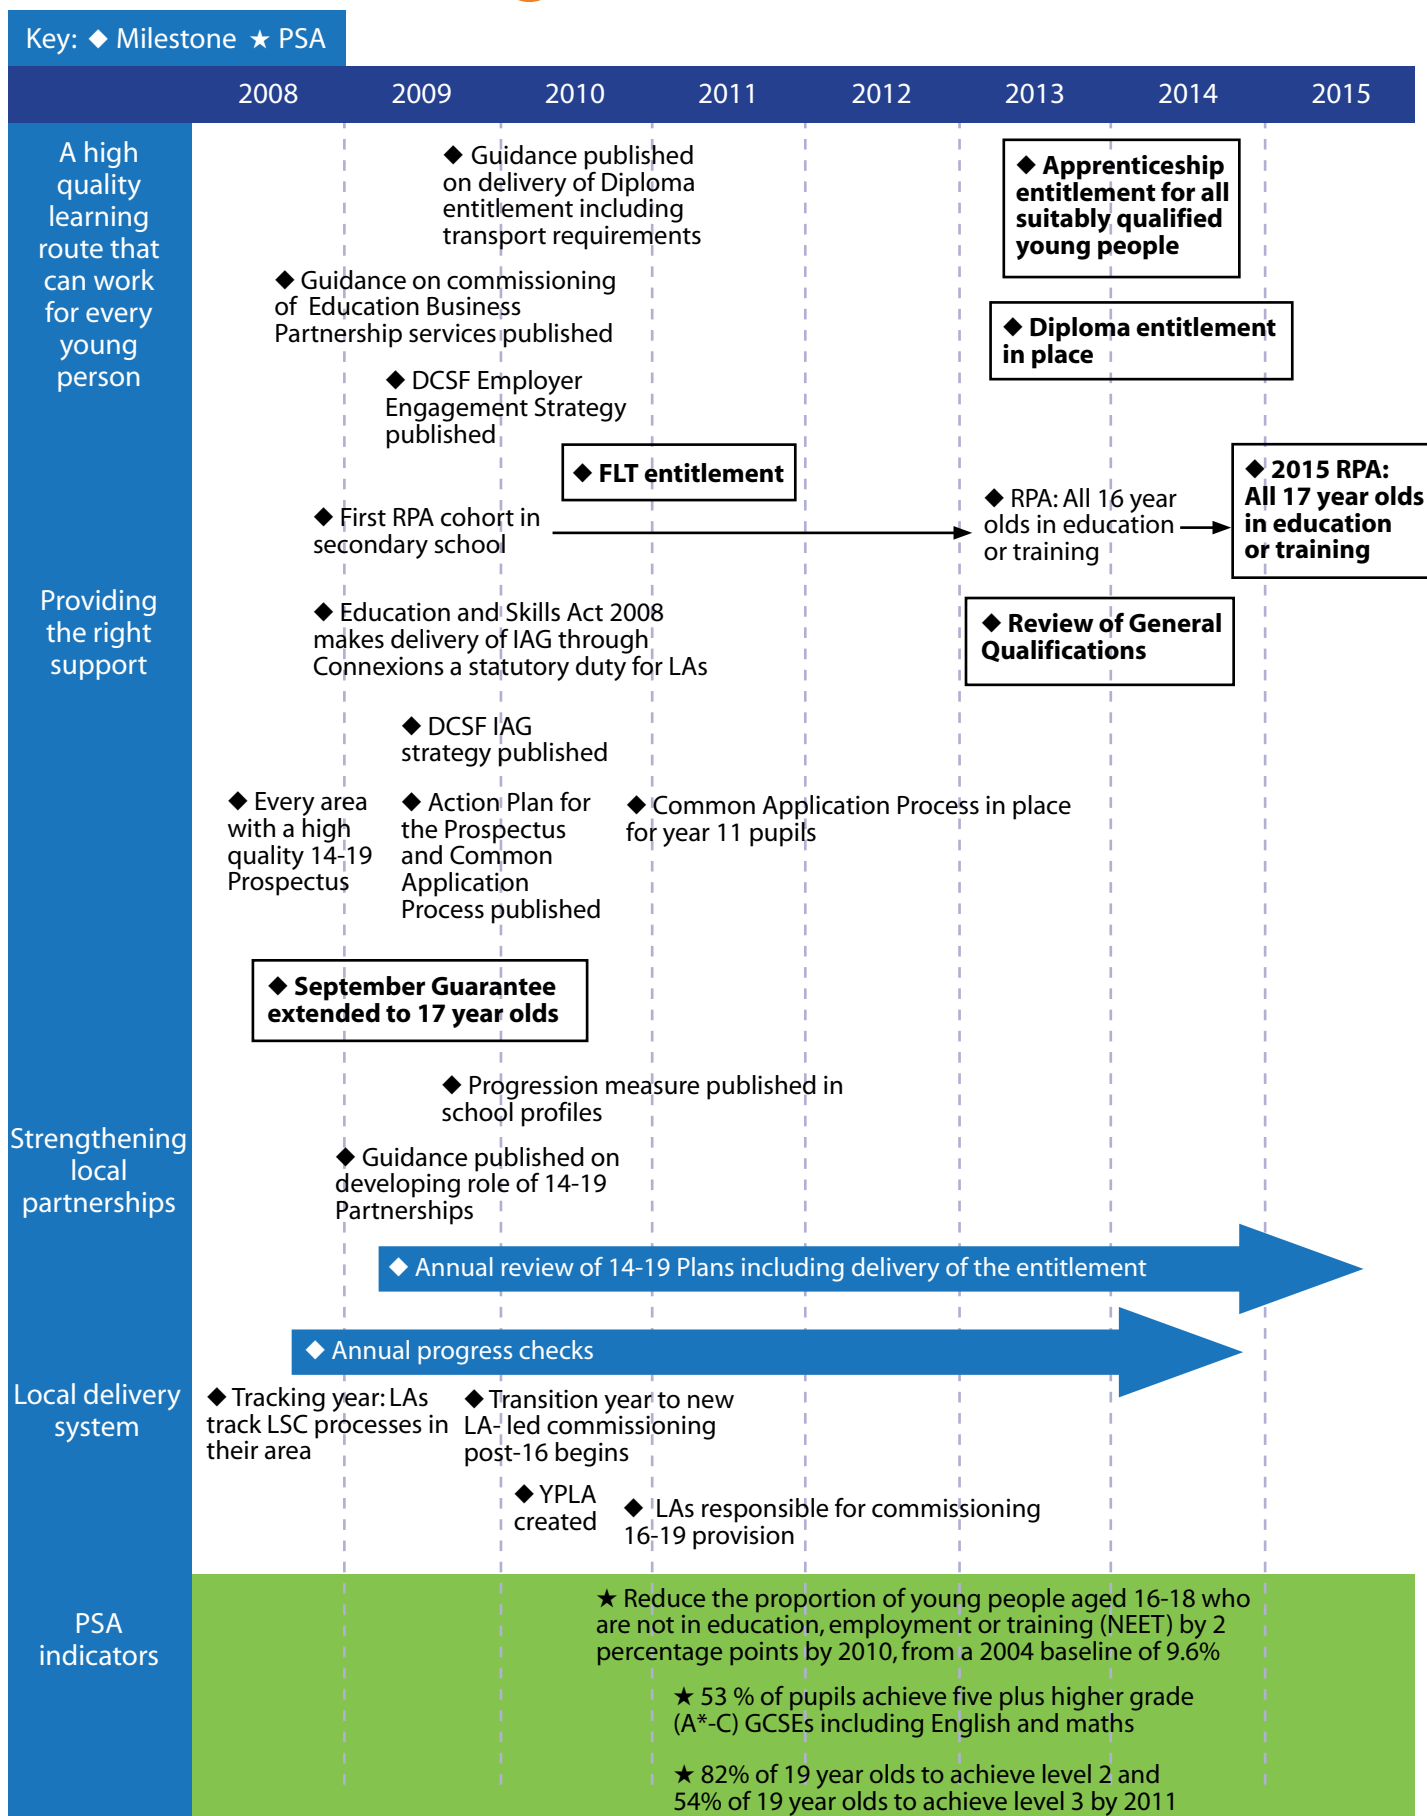 Key: ◆ Milestone ★ PSA
2008 2009 2010 2011 2012 2013 2014 2015
A high
quality
learning
route that
can work
for every
young
person
◆ Guidance published
on delivery of Diploma
entitlement including
transport requirements
◆ Apprenticeship
entitlement for all
suitably qualified
young people
◆ Guidance on commissioning
of Education Business
Partnership services published
◆ Diploma entitlement
in place
◆ DCSF Employer
Engagement Strategy
published
◆ FLT entitlement
◆ First RPA cohort in
secondary school
◆ RPA: All 16 year
olds in education
or training
◆ 2015 RPA:
All 17 year olds
in education
or training
Providing
the right
support
◆ Education and Skills Act 2008
makes delivery of IAG through
Connexions a statutory duty for LAs
◆ Review of General
Qualifications
◆ DCSF IAG
strategy published
◆ Every area
with a high
quality 14-19
Prospectus
◆ Action Plan for
the Prospectus
and Common
Application
Process published
◆ Common Application Process in place
for year 11 pupils
◆ September Guarantee
extended to 17 year olds
◆ Progression measure published in
school profiles
Strengthening
local
partnerships
◆ Guidance published on
developing role of 14-19
Partnerships
◆ Annual review of 14-19 Plans including delivery of the entitlement
◆ Annual progress checks
Local delivery
system
◆ Tracking year: LAs
track LSC processes in
their area
◆ Transition year to new
LA- led commissioning
post-16 begins
◆ YPLA
created
◆ LAs responsible for commissioning
16-19 provision
PSA
indicators
★ Reduce the proportion of young people aged 16-18 who
are not in education, employment or training (NEET) by 2
percentage points by 2010, from a 2004 baseline of 9.6%
★ 53 % of pupils achieve five plus higher grade
(A*-C) GCSEs including English and maths
★ 82% of 19 year olds to achieve level 2 and
54% of 19 year olds to achieve level 3 by 2011